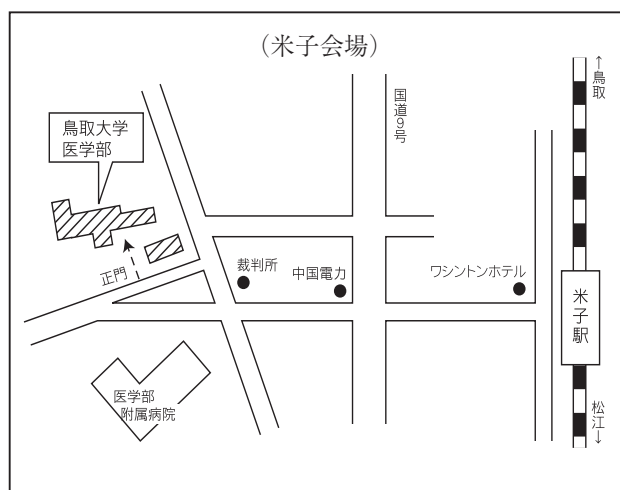 （米子会場）
鳥取大学
医学部
国道9号
↑鳥取
正門
裁判所
中国電力
ワシントンホテル
米子駅
医学部
附属病院
松江↓